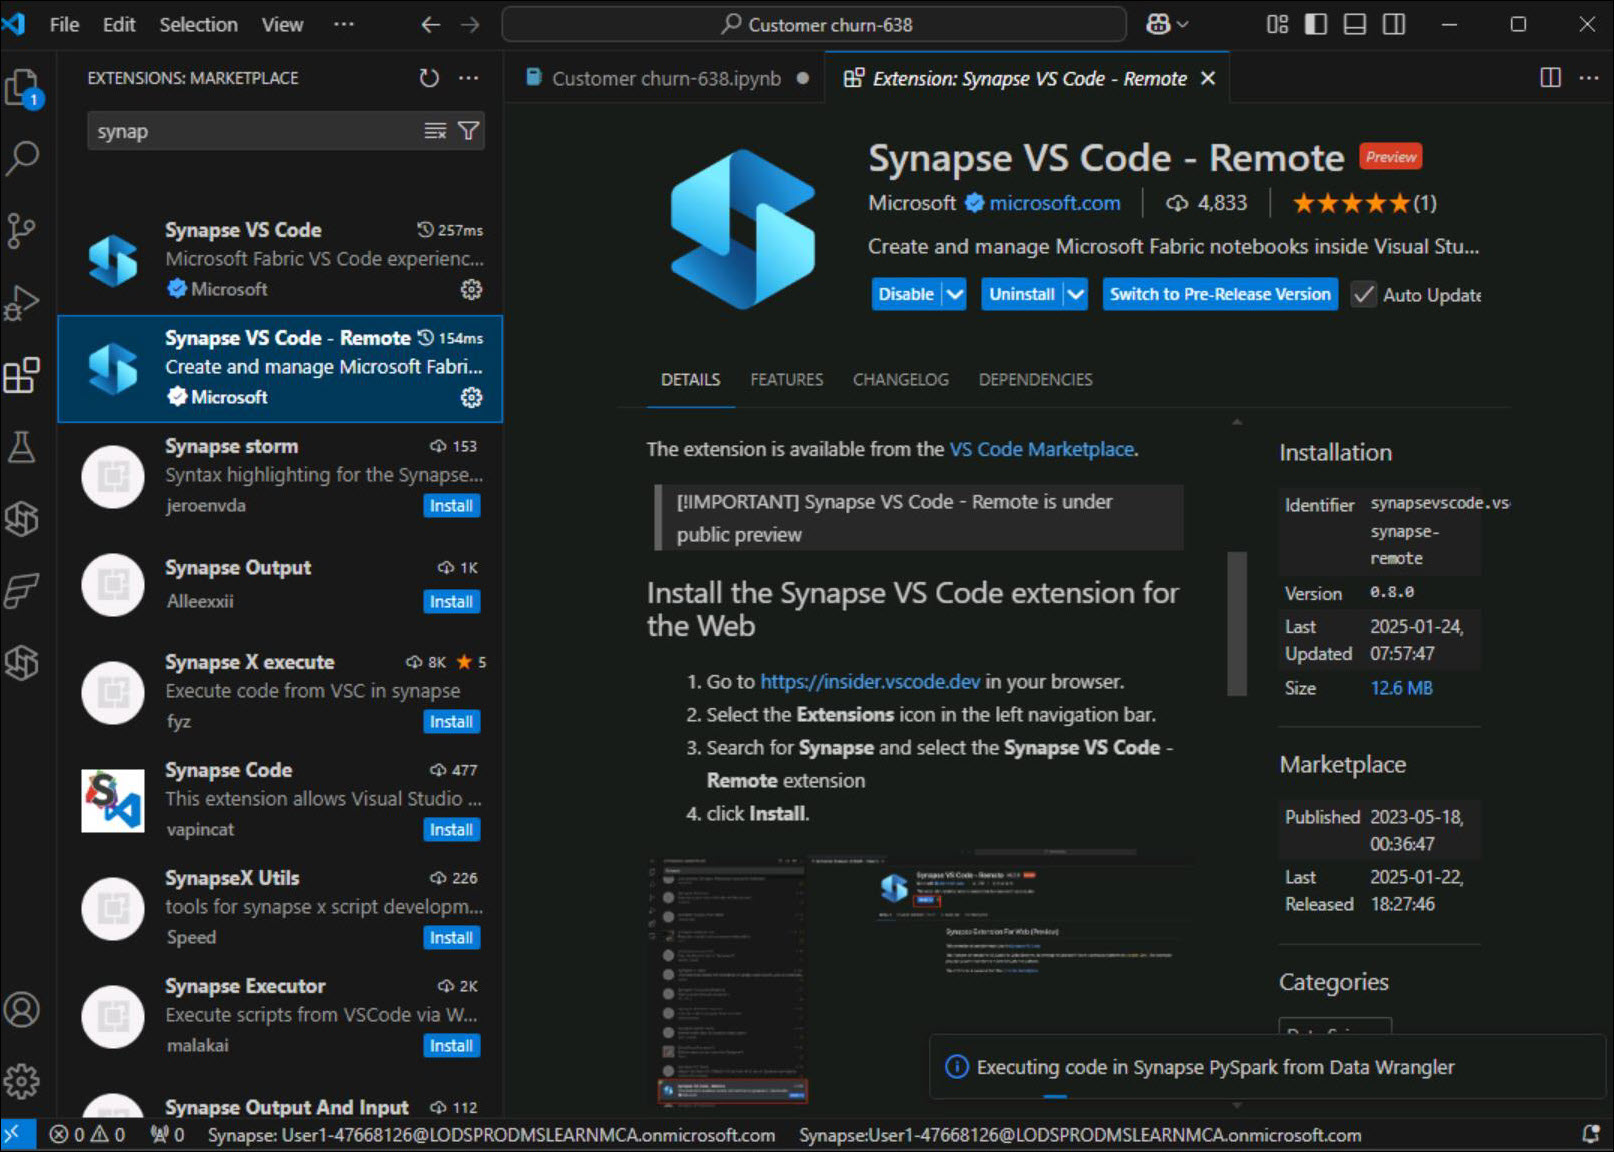 File Edit Selection View ···
Customer churn-638
EXTENSIONS: MARKETPLACE
synap
Synapse VS Code 257ms
Microsoft Fabric VS Code experienc...
Microsoft
Synapse VS Code - Remote 154ms
Create and manage Microsoft Fabri...
Microsoft
Synapse storm 153
Syntax highlighting for the Synapse...
jeroenvda Install
Synapse Output 1K
Alleexxii Install
Synapse X execute 8K 5
Execute code from VSC in synapse
fyz Install
Synapse Code 477
This extension allows Visual Studio ...
vapincat Install
SynapseX Utils 226
tools for synapse x script developm...
Speed Install
Synapse Executor 2K
Execute scripts from VSCode via W...
malakai Install
Synapse Output And Input 112
1
Customer churn-638.ipynb
Extension: Synapse VS Code - Remote
Synapse VS Code - Remote Preview
Microsoft microsoft.com 4,833 (1)
Create and manage Microsoft Fabric notebooks inside Visual Stu...
Disable Uninstall Switch to Pre-Release Version Auto Update
DETAILS FEATURES CHANGELOG DEPENDENCIES
The extension is available from the VS Code Marketplace.
[!IMPORTANT] Synapse VS Code - Remote is under
public preview
Install the Synapse VS Code extension for
the Web
1. Go to https://insider.vscode.dev in your browser.
2. Select the Extensions icon in the left navigation bar.
3. Search for Synapse and select the Synapse VS Code -
Remote extension
4. click Install.
Synapse VS Code - Remote
Synapse Extension For Web (Preview)
Installation
Identifier synapsevscode.vs
synapse-
remote
Version 0.8.0
Last 2025-01-24,
Updated 07:57:47
Size 12.6 MB
Marketplace
Published 2023-05-18,
00:36:47
Last 2025-01-22,
Released 18:27:46
Categories
Executing code in Synapse PySpark from Data Wrangler
0 0 0 Synapse: User1-47668126@LODSPRODMSLEARNMCA.onmicrosoft.com Synapse:User1-47668126@LODSPRODMSLEARNMCA.onmicrosoft.com